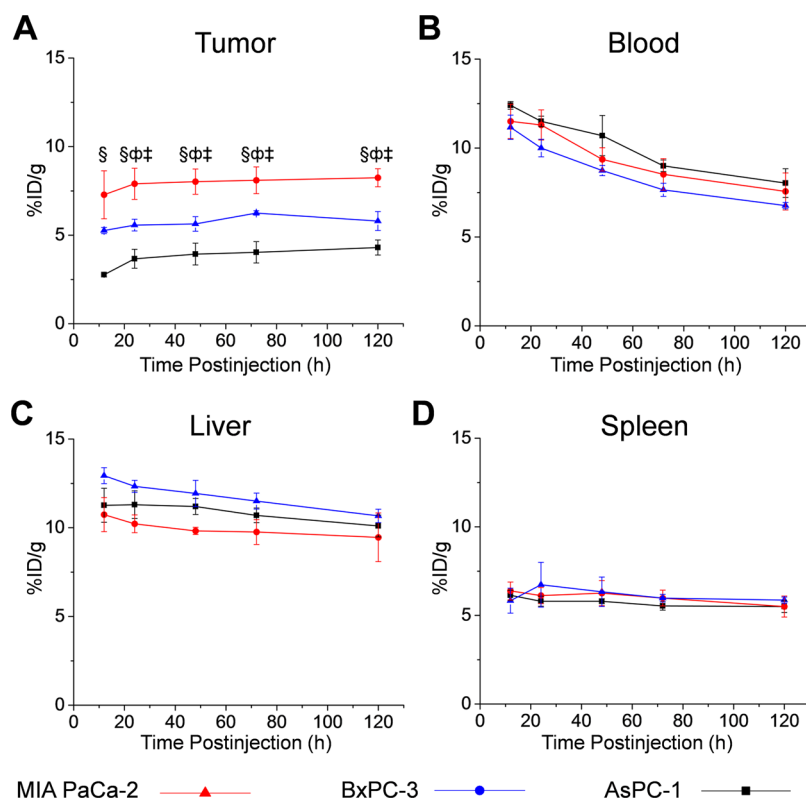 A
Tumor
15
10
5
0
%ID/g
§ §ф‡ §ф‡ §ф‡ §ф‡
0 20 40 60 80 100 120
Time Postinjection (h)
B
Blood
15
10
5
0
%ID/g
0 20 40 60 80 100 120
Time Postinjection (h)
C
Liver
15
10
5
0
%ID/g
0 20 40 60 80 100 120
Time Postinjection (h)
D
Spleen
15
10
5
0
%ID/g
0 20 40 60 80 100 120
Time Postinjection (h)
MIA PaCa-2 BxPC-3 AsPC-1